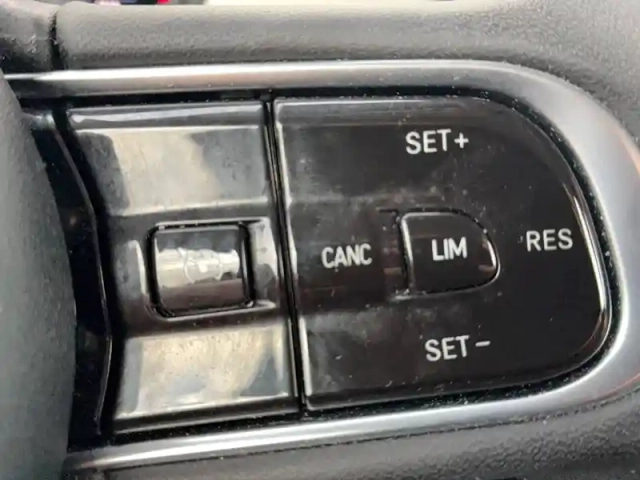 SET+
CANC
LIM
RES
SET-